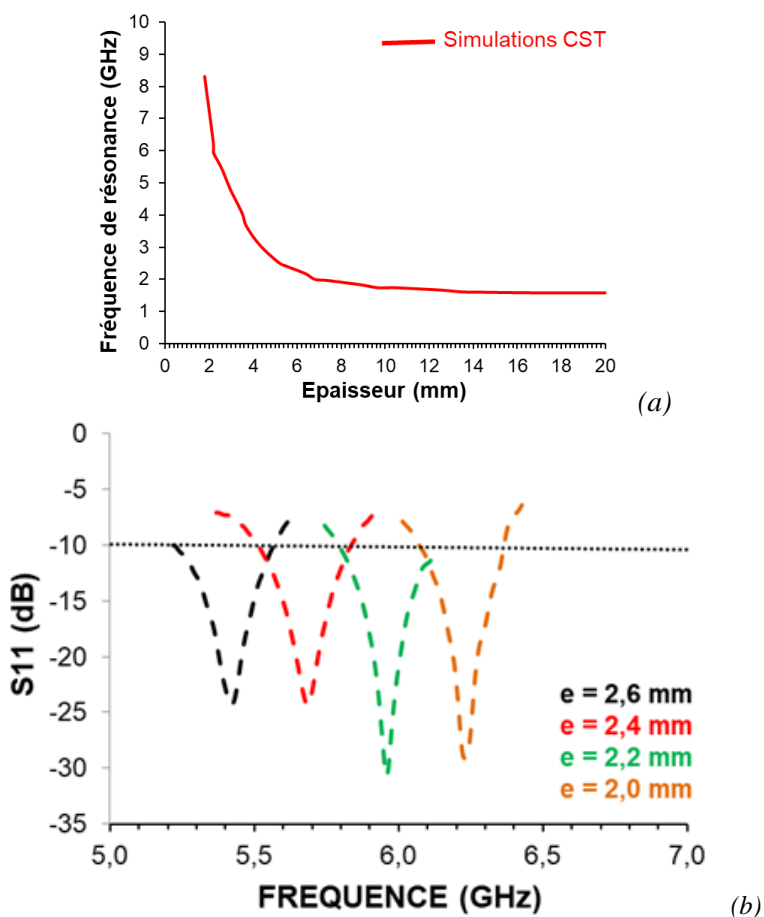 10
9
8
7
6
5
4
3
2
1
0
Fréquence de résonance (GHz)
Simulations CST
0 2 4 6 8 10 12 14 16 18 20
Epaisseur (mm)
(a)
0
-5
-10
-15
-20
-25
-30
-35
S11 (dB)
e = 2,6 mm
e = 2,4 mm
e = 2,2 mm
e = 2,0 mm
5,0 5,5 6,0 6,5 7,0
FREQUENCE (GHz)
(b)